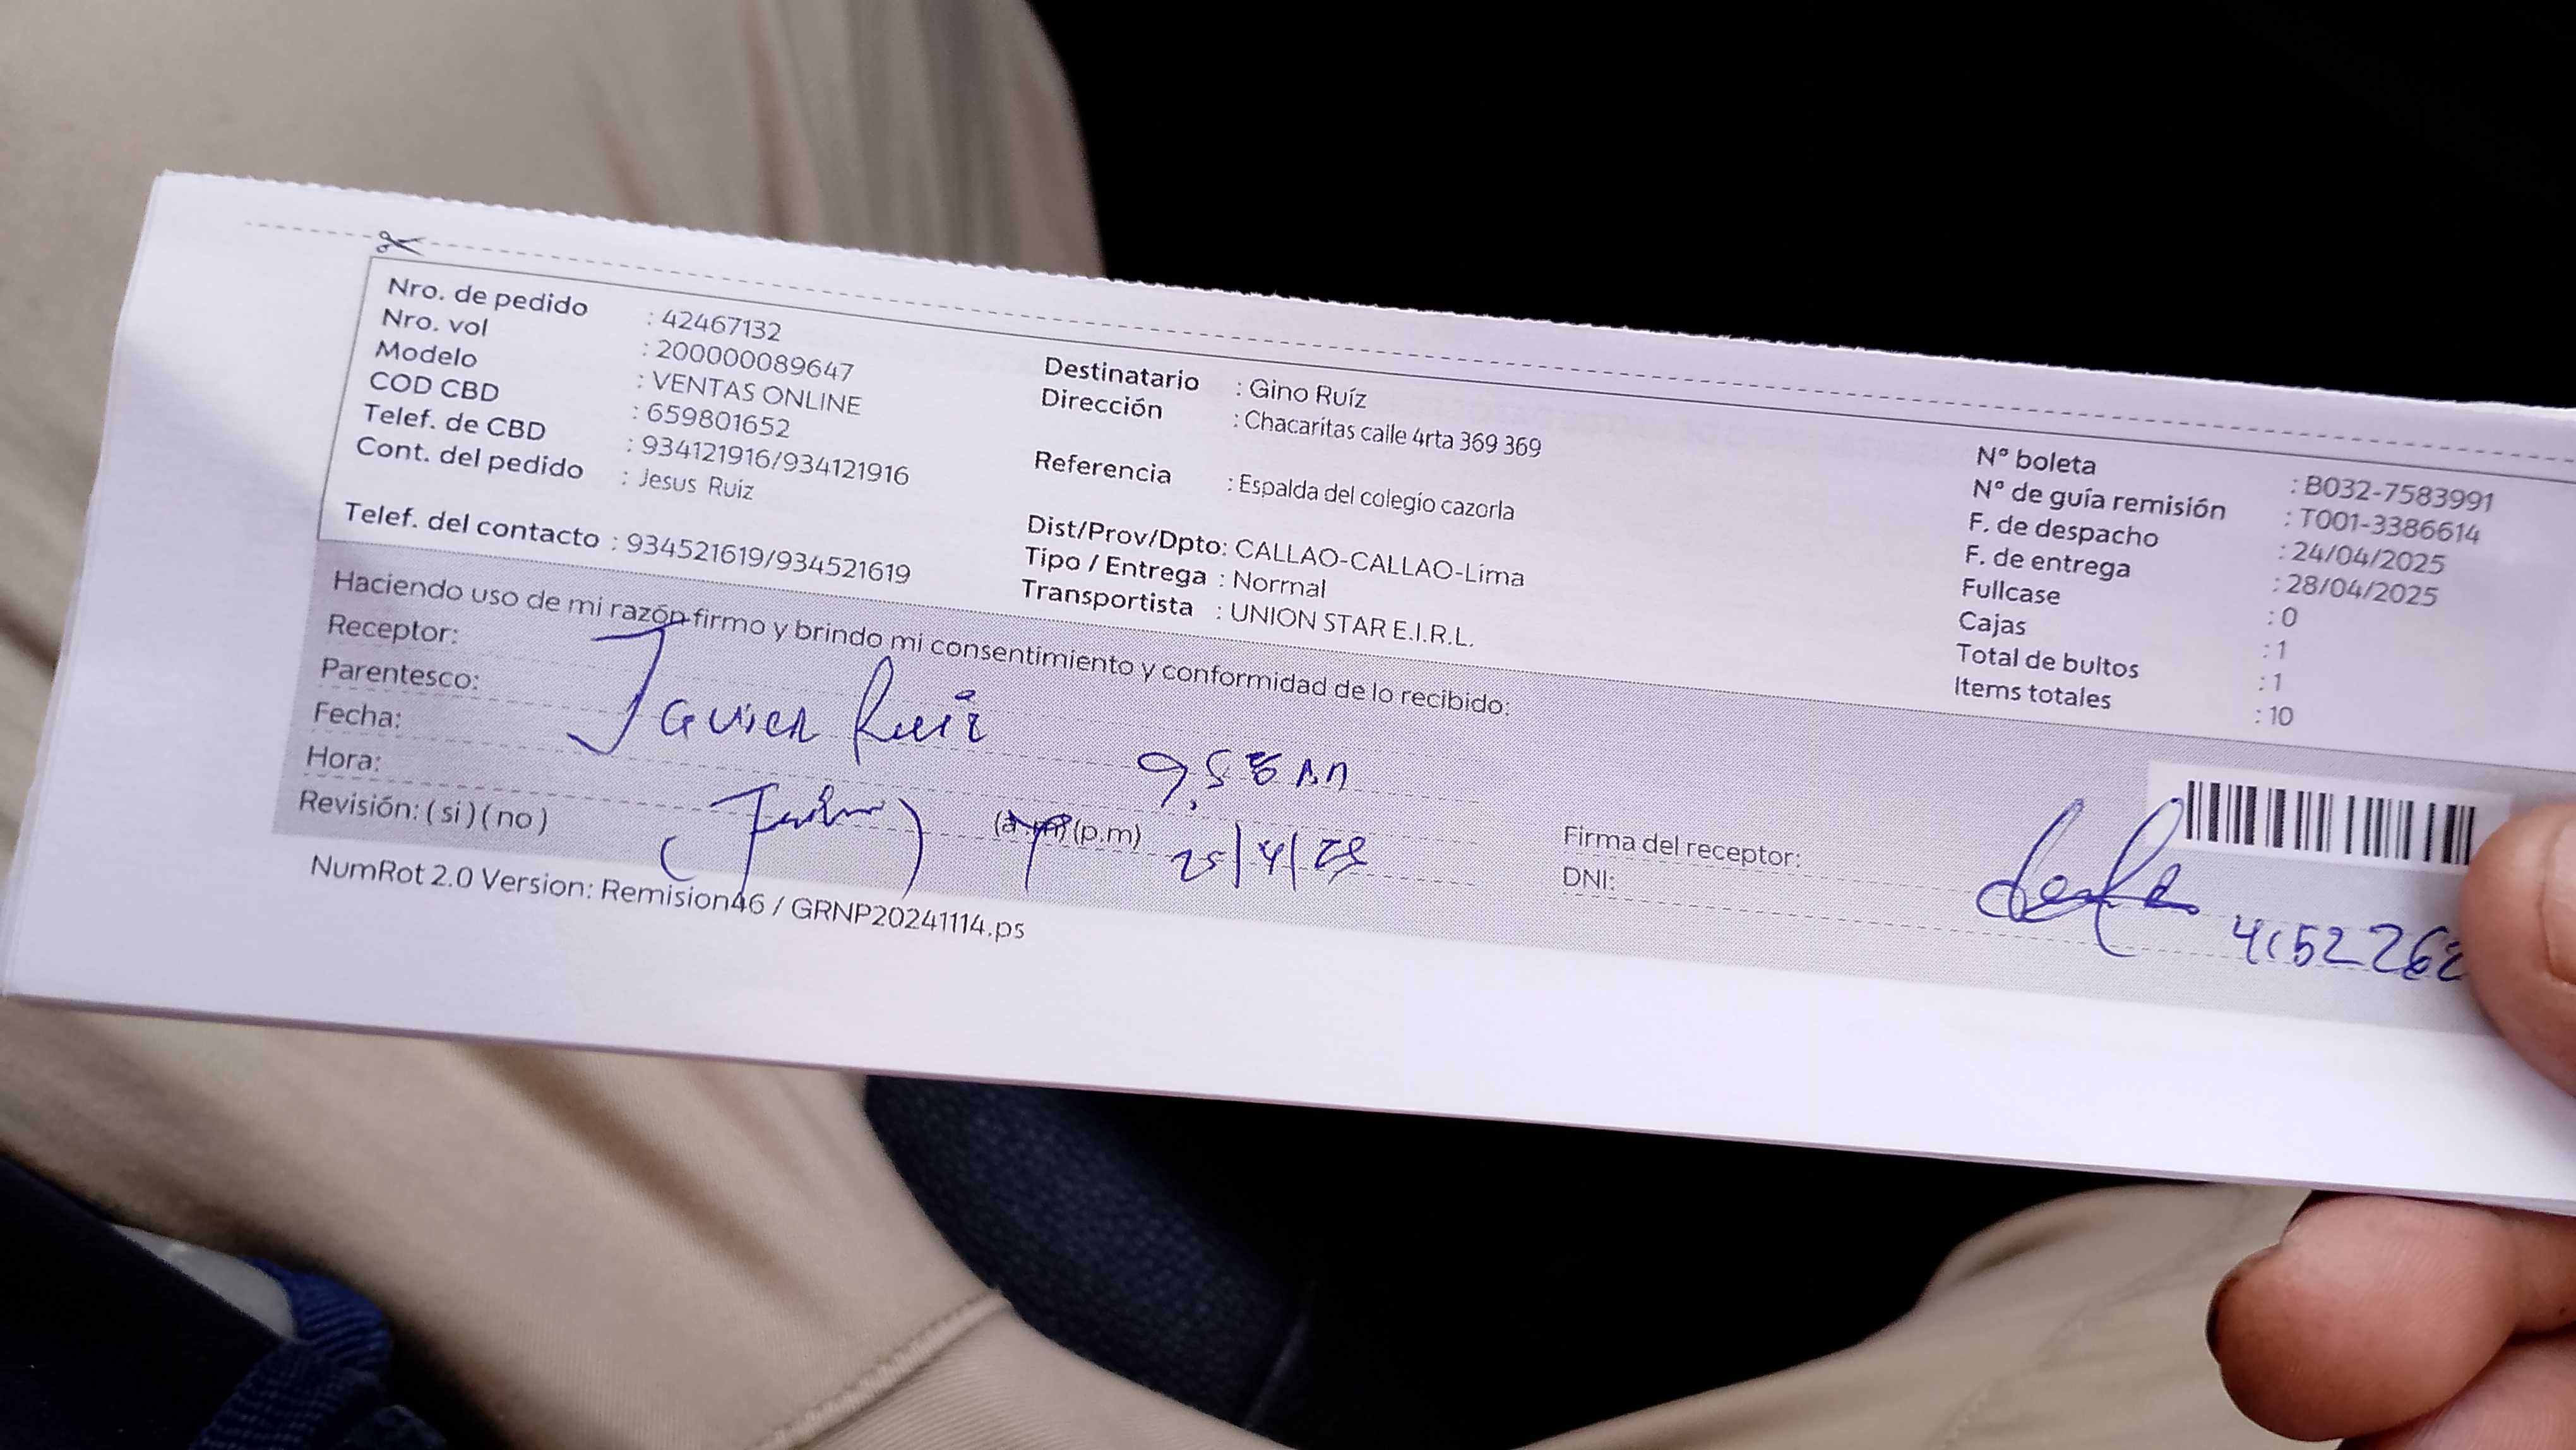 Nro. de pedido : 42467132
Nro. vol : 200000089647
Modelo : VENTAS ONLINE
COD CBD : 659801652
Telef. de CBD : 934121916/934121916
Cont. del pedido : Jesus Ruiz
Telef. del contacto : 934521619/934521619
Destinatario : Gino Ruíz
Dirección : Chacaritas calle 4rta 369 369
Referencia : Espalda del colegio cazorla
Dist/Prov/Dpto: CALLAO-CALLAO-Lima
Tipo / Entrega : Normal
Transportista : UNION STAR E.I.R.L.
N° boleta : B032-7583991
N° de guía remisión : T001-3386614
F. de despacho : 24/04/2025
F. de entrega : 28/04/2025
Fullcase : 0
Cajas : 1
Total de bultos : 1
Items totales : 10
Haciendo uso de mi razón firmo y brindo mi consentimiento y conformidad de lo recibido:
Receptor:
Parentesco: Javier Ruiz
Fecha:
Hora:
Revisión: ( si ) ( no )
(a.m) (p.m)
Firma del receptor:
DNI:
NumRot 2.0 Version: Remision46 / GRNP20241114.ps